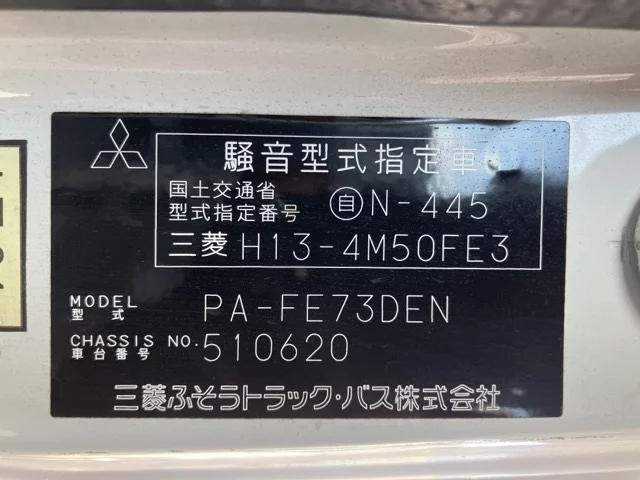 騒音型式指定車
国土交通省
型式指定番号 自N-445
三菱 H13-4M50FE3
MODEL
型式 PA-FE73DEN
CHASSIS NO.
車台番号 510620
三菱ふそうトラック・バス株式会社